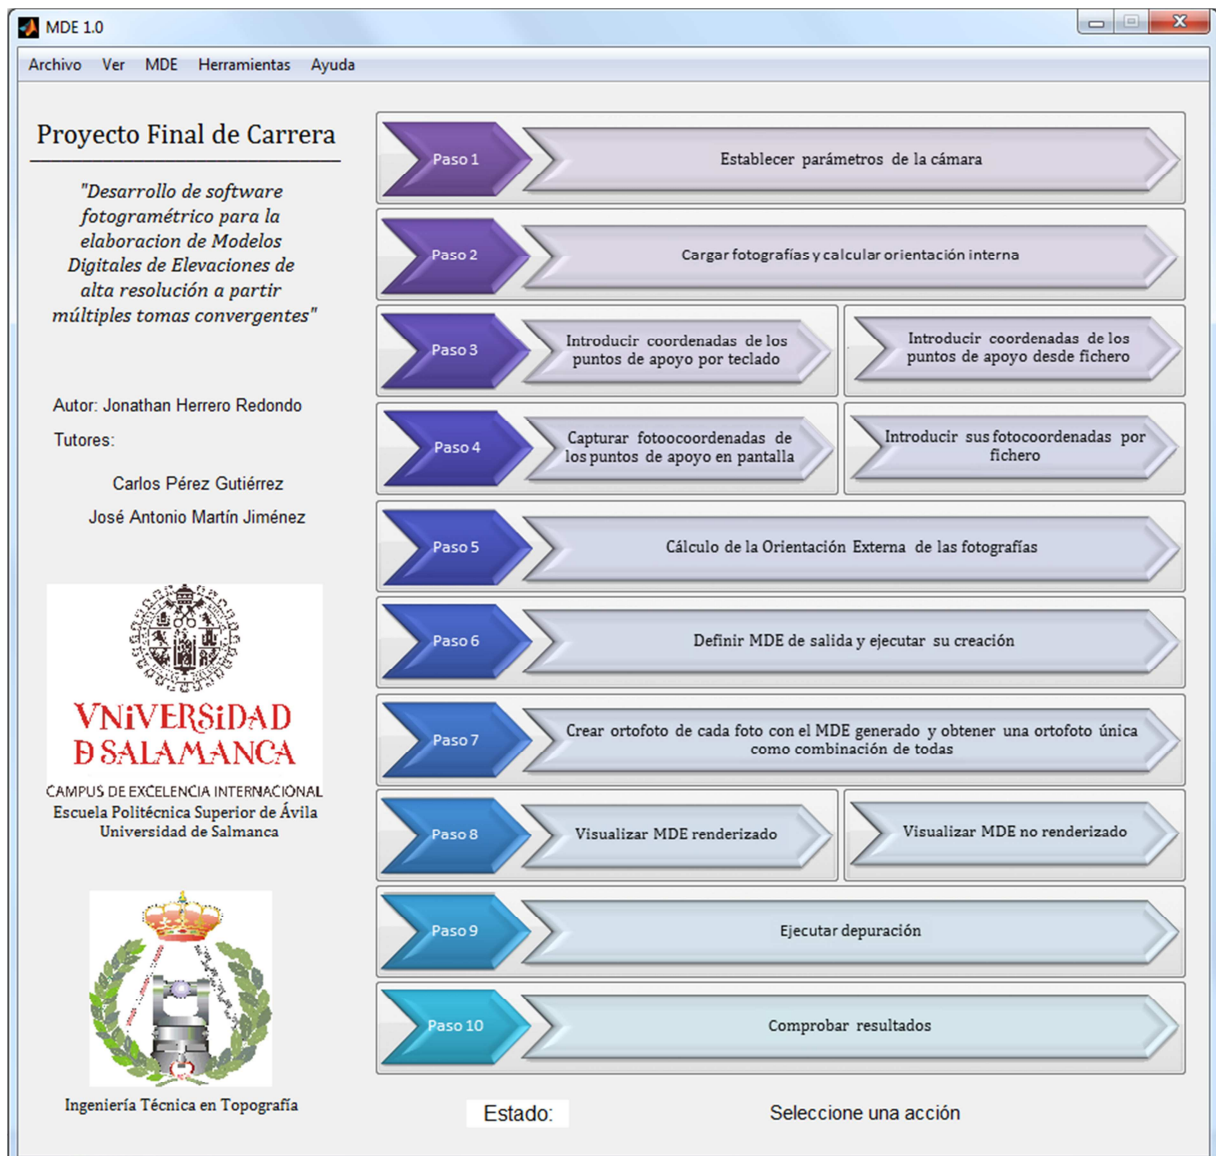 MDE 1.0
Archivo Ver MDE Herramientas Ayuda
Proyecto Final de Carrera
"Desarrollo de software
fotogramétrico para la
elaboracion de Modelos
Digitales de Elevaciones de
alta resolución a partir
múltiples tomas convergentes"
Autor: Jonathan Herrero Redondo
Tutores:
Carlos Pérez Gutiérrez
José Antonio Martín Jiménez
VNiVERSiDAD
D SALAMANCA
CAMPUS DE EXCELENCIA INTERNACIONAL
Escuela Politécnica Superior de Ávila
Universidad de Salmanca
Ingeniería Técnica en Topografía
Paso 1
Establecer parámetros de la cámara
Paso 2
Cargar fotografías y calcular orientación interna
Paso 3
Introducir coordenadas de los
puntos de apoyo por teclado
Introducir coordenadas de los
puntos de apoyo desde fichero
Paso 4
Capturar fotoocoordenadas de
los puntos de apoyo en pantalla
Introducir sus fotocoordenadas por
fichero
Paso 5
Cálculo de la Orientación Externa de las fotografías
Paso 6
Definir MDE de salida y ejecutar su creación
Paso 7
Crear ortofoto de cada foto con el MDE generado y obtener una ortofoto única
como combinación de todas
Paso 8
Visualizar MDE renderizado
Visualizar MDE no renderizado
Paso 9
Ejecutar depuración
Paso 10
Comprobar resultados
Estado:
Seleccione una acción